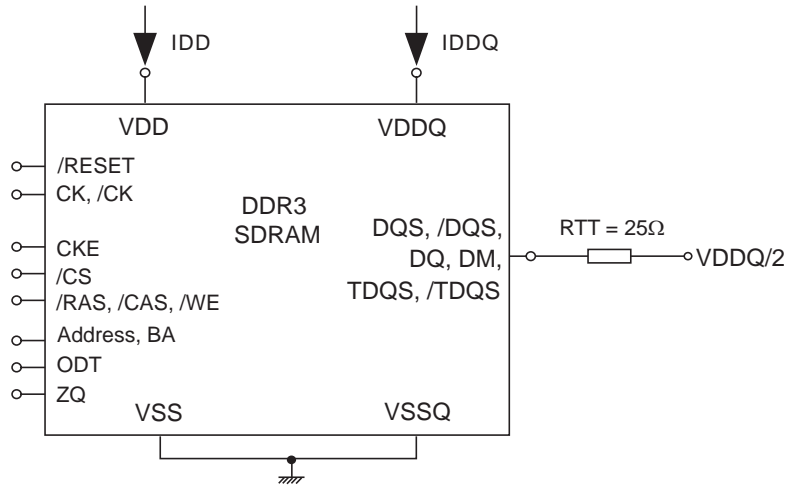 IDD
IDDQ
VDD
VDDQ
/RESET
CK, /CK
DDR3
SDRAM
DQS, /DQS,
DQ, DM,
TDQS, /TDQS
RTT = 25Ω
VDDQ/2
CKE
/CS
/RAS, /CAS, /WE
Address, BA
ODT
ZQ
VSS
VSSQ